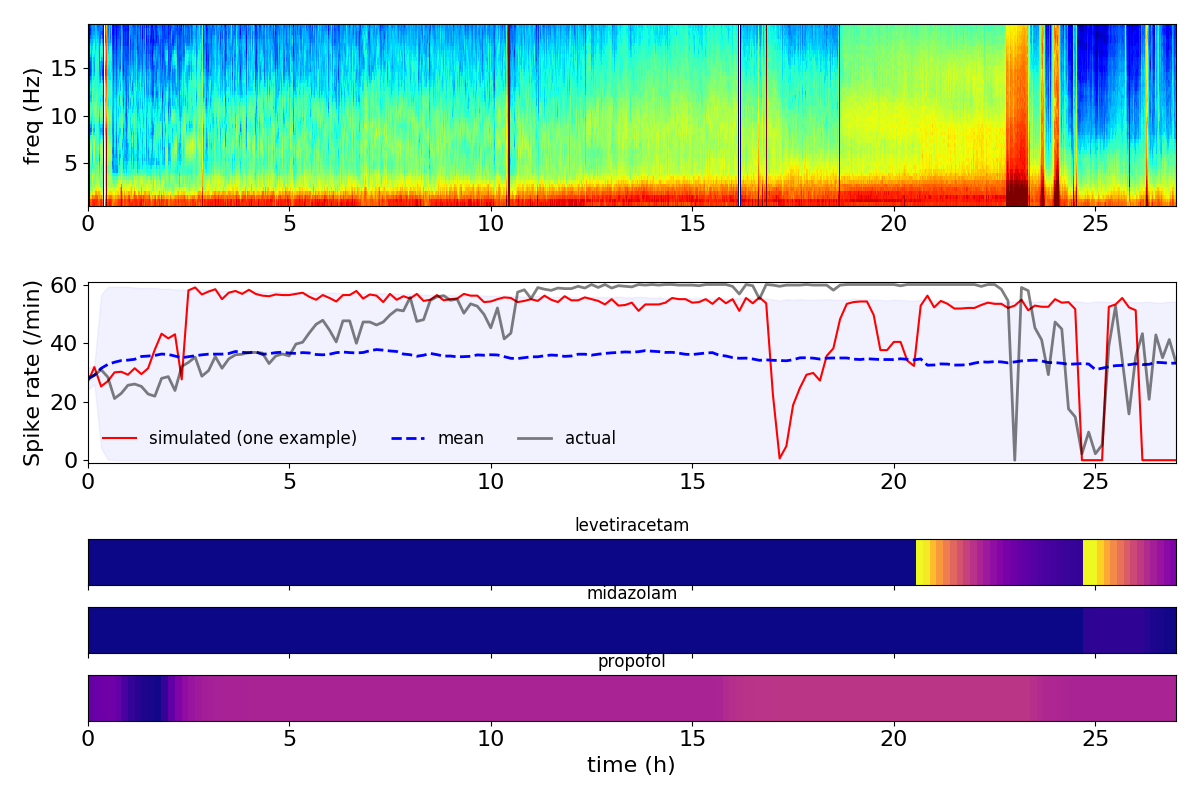 freq (Hz)
15
10
5
0 5 10 15 20 25
Spike rate (/min)
60
40
20
0
simulated (one example) mean actual
0 5 10 15 20 25
levetiracetam
midazolam
propofol
0 5 10 15 20 25
time (h)